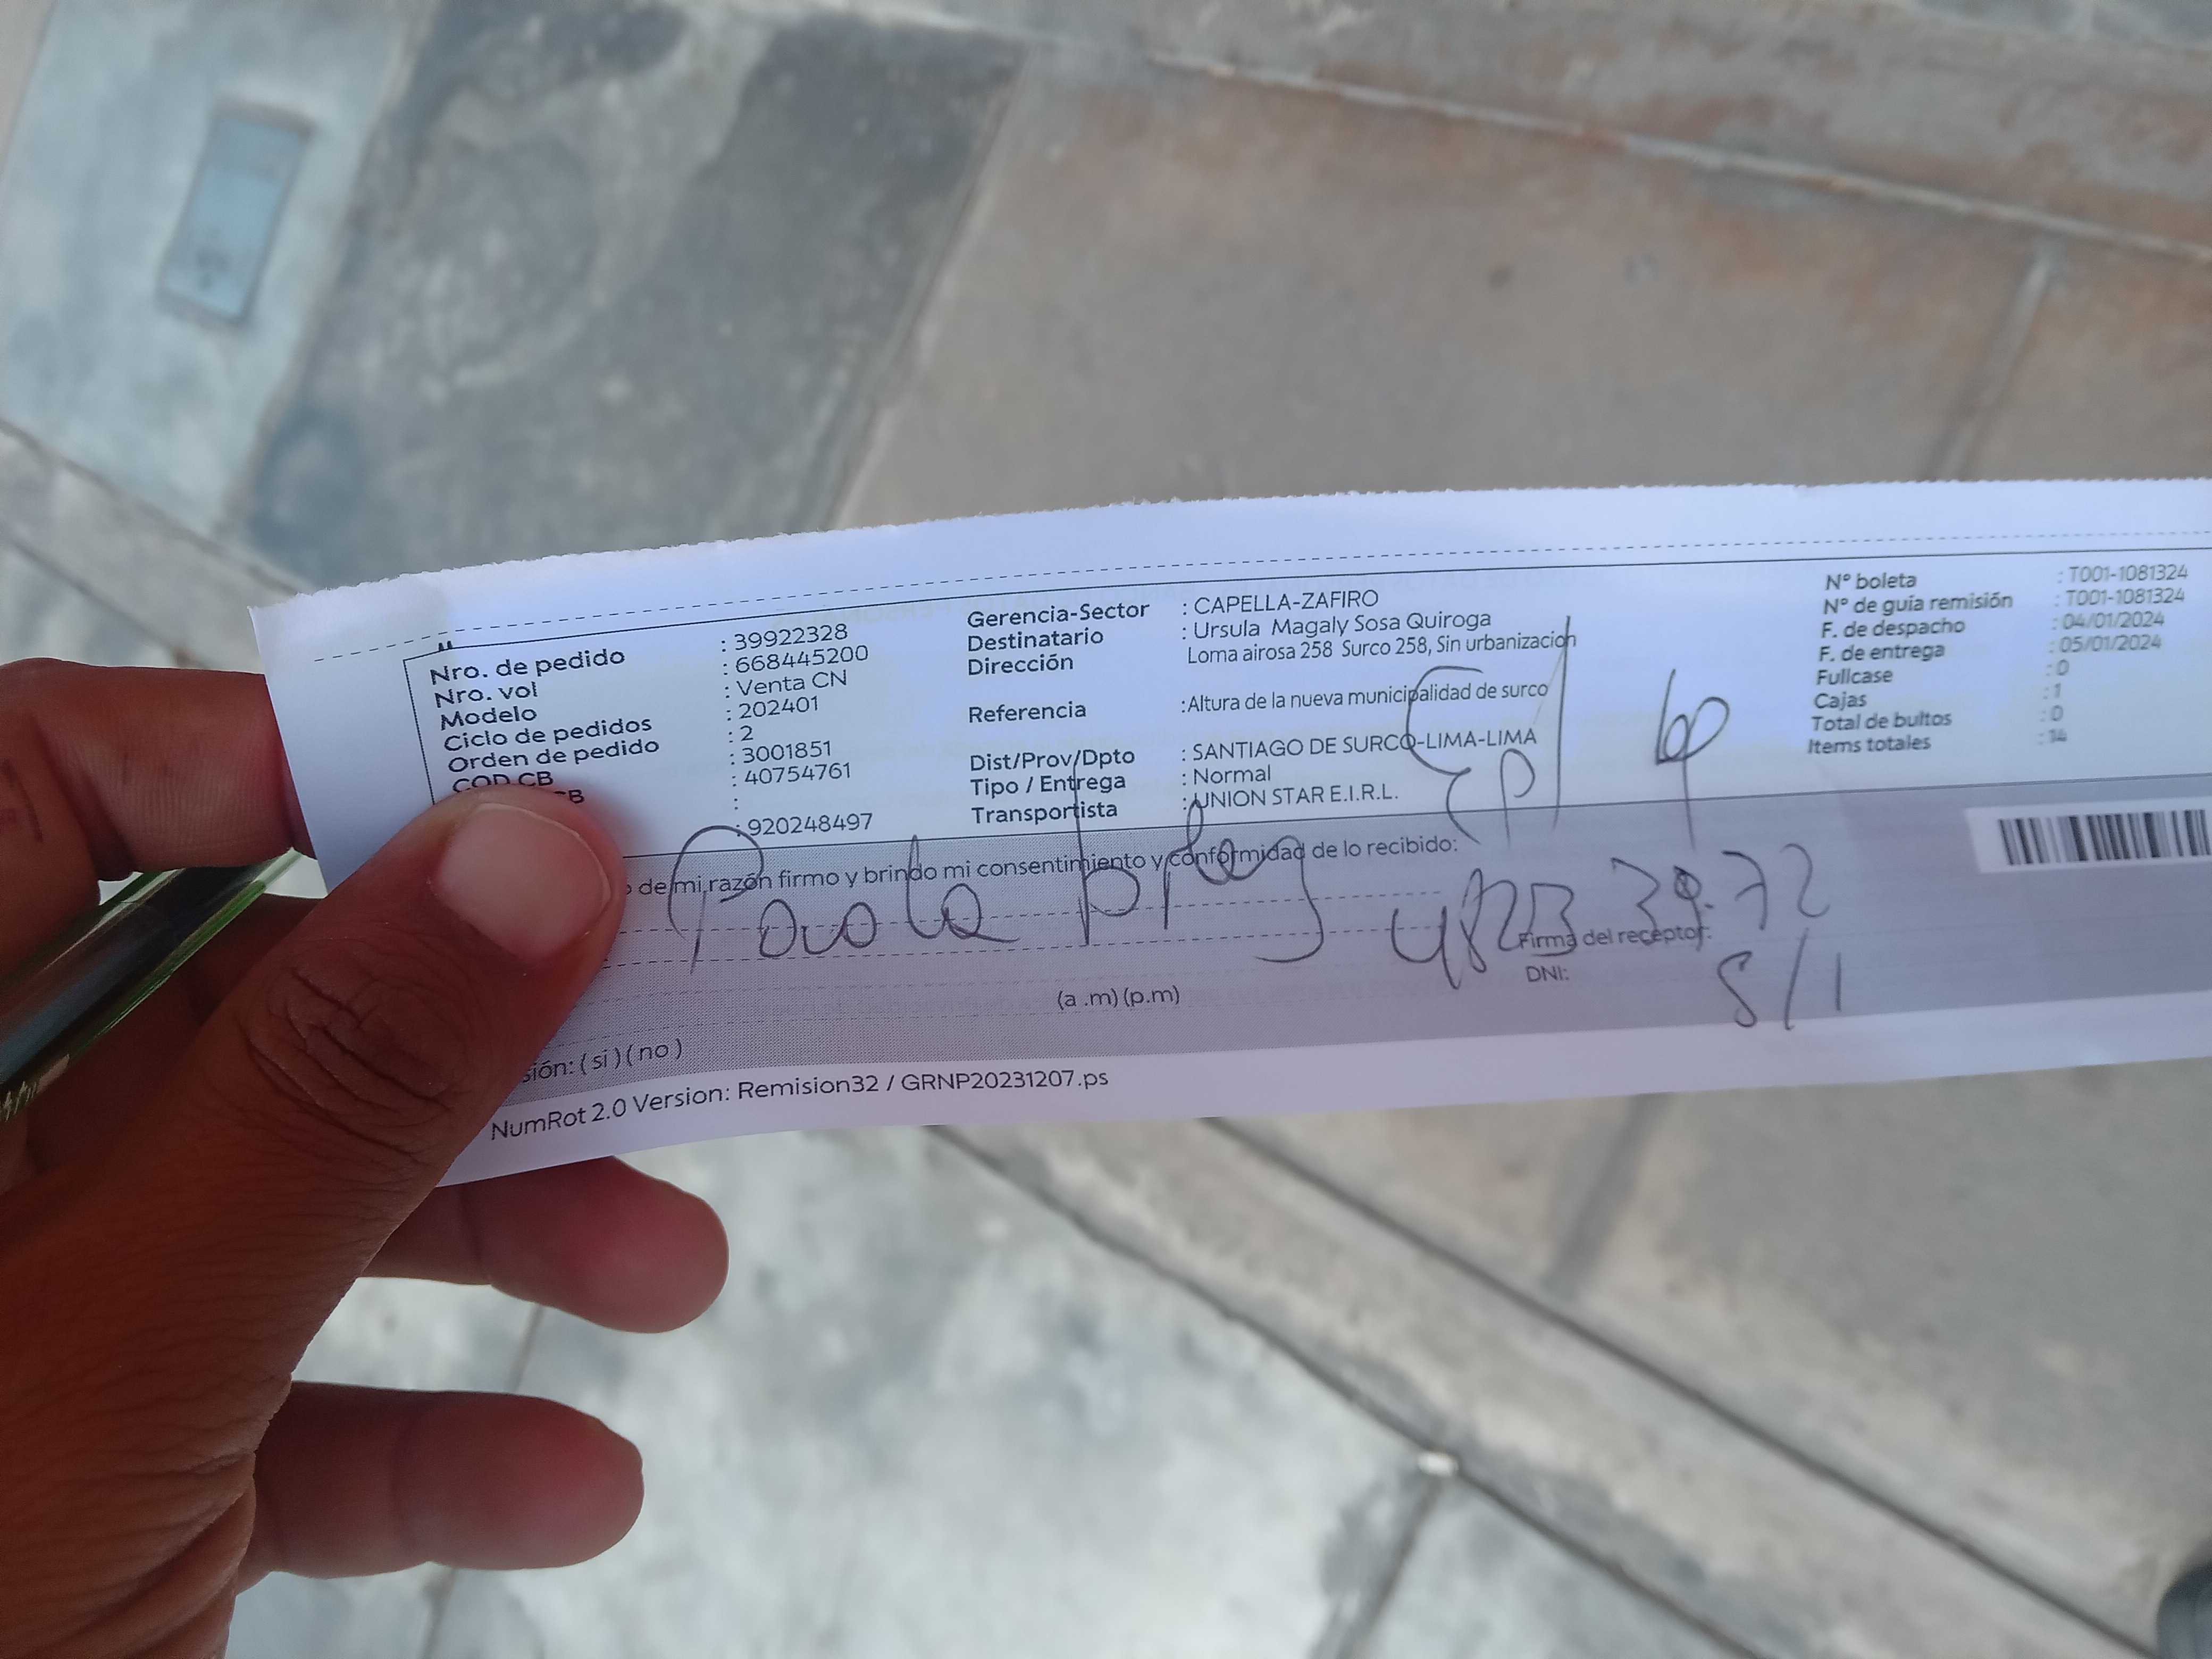 Nro. de pedido : 39922328
Nro. vol : 668445200
Modelo : Venta CN
Ciclo de pedidos : 202401
Orden de pedido : 2
COD CB : 3001851
CB : 40754761
:
: 920248497
Gerencia-Sector : CAPELLA-ZAFIRO
Destinatario : Ursula Magaly Sosa Quiroga
Dirección Loma airosa 258 Surco 258, Sin urbanizacion
Referencia :Altura de la nueva municipalidad de surco
Dist/Prov/Dpto : SANTIAGO DE SURCO-LIMA-LIMA
Tipo / Entrega : Normal
Transportista : UNION STAR E.I.R.L.
Nº boleta : T001-1081324
Nº de guía remisión : T001-1081324
F. de despacho : 04/01/2024
F. de entrega : 05/01/2024
Fullcase : 0
Cajas : 1
Total de bultos : 0
Items totales : 14
de mi razón firmo y brindo mi consentimiento y conformidad de lo recibido:
Paola
Firma del receptor:
DNI:
S/1
(a .m) (p.m)
sión: ( si ) ( no )
NumRot 2.0 Version: Remision32 / GRNP20231207.ps